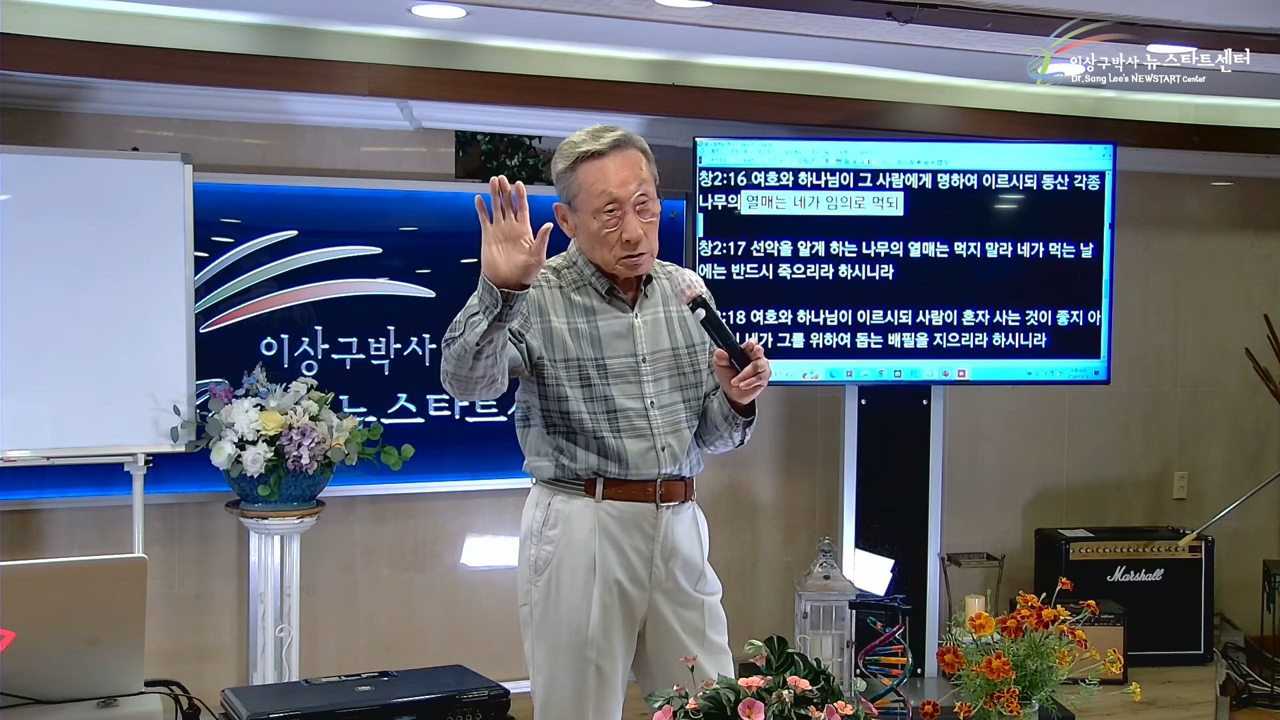 이상구박사 뉴스타트센터
Dr. Sang Lee's NEWSTART Center
창2:16 여호와 하나님이 그 사람에게 명하여 이르시되 동산 각종
나무의 열매는 네가 임의로 먹되
창2:17 선악을 알게 하는 나무의 열매는 먹지 말라 네가 먹는 날
에는 반드시 죽으리라 하시니라
:18 여호와 하나님이 이르시되 사람이 혼자 사는 것이 좋지 아
내가 그를 위하여 돕는 배필을 지으리라 하시니라
이상구박사
뉴스타트
Marshall